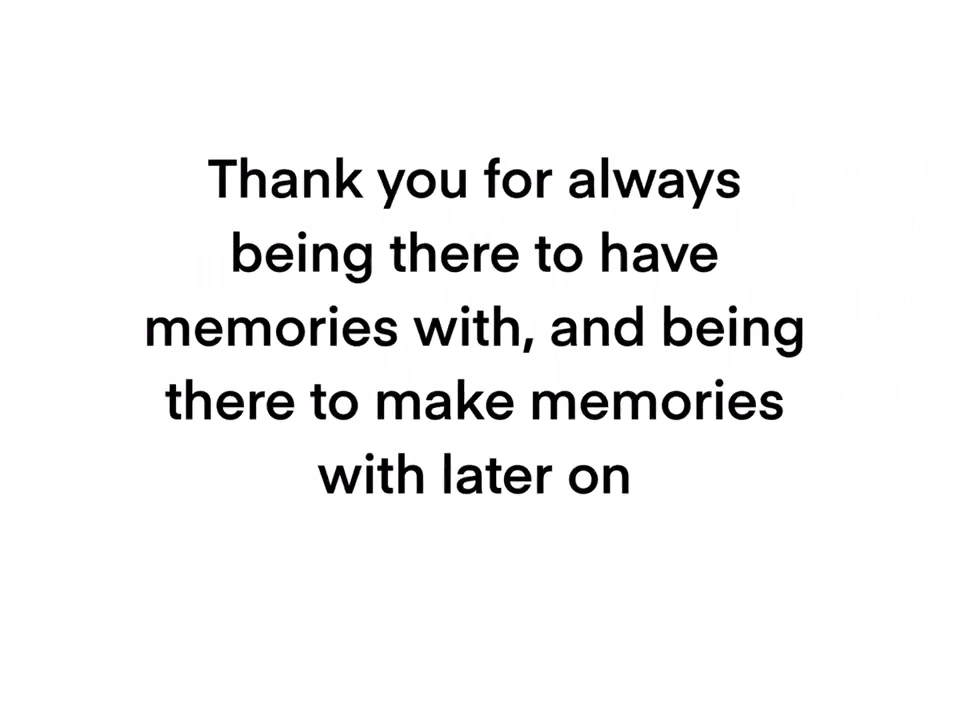 Thank you for always
being there to have
memories with, and being
there to make memories
with later on